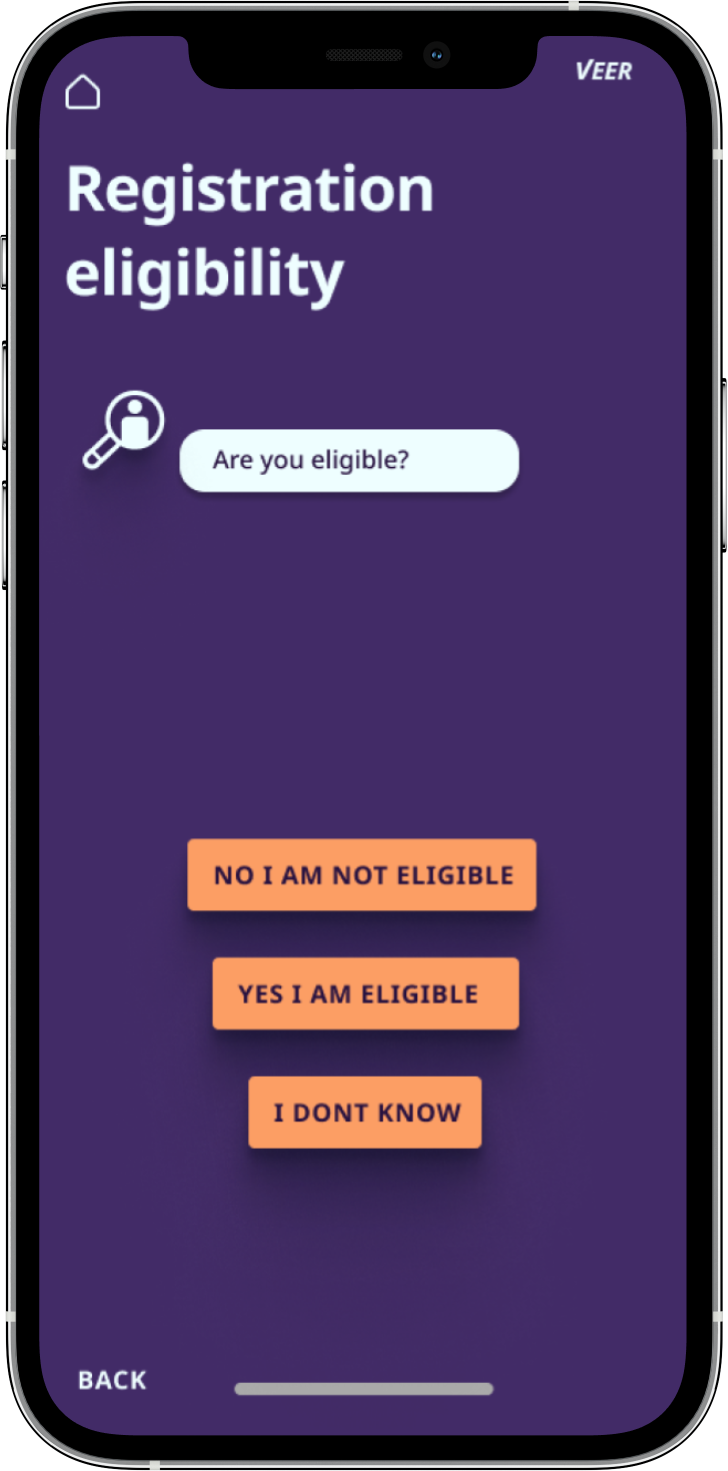 VEER
Registration
eligibility
Are you eligible?
NO I AM NOT ELIGIBLE
YES I AM ELIGIBLE
I DONT KNOW
BACK